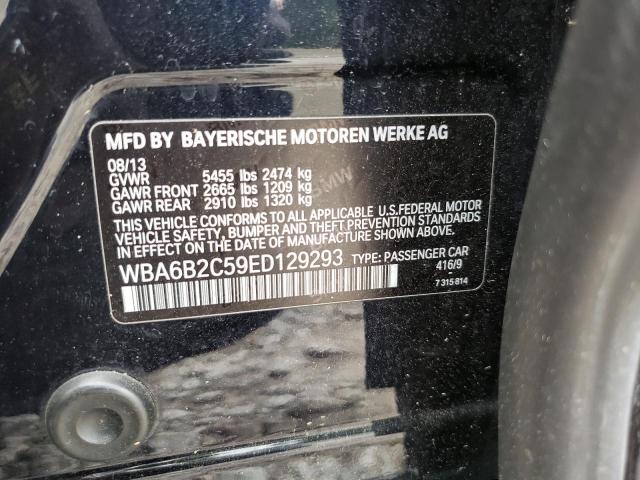 MFD BY BAYERISCHE MOTOREN WERKE AG
08/13
GVWR 5455 lbs 2474 kg
GAWR FRONT 2665 lbs 1209 kg
GAWR REAR 2910 lbs 1320 kg
BMW
THIS VEHICLE CONFORMS TO ALL APPLICABLE U.S.FEDERAL MOTOR
VEHICLE SAFETY, BUMPER AND THEFT PREVENTION STANDARDS
IN EFFECT ON THE DATE OF MANUFACTURE SHOWN ABOVE.
WBA6B2C59ED129293 TYPE: PASSENGER CAR
416/9
7 315 814